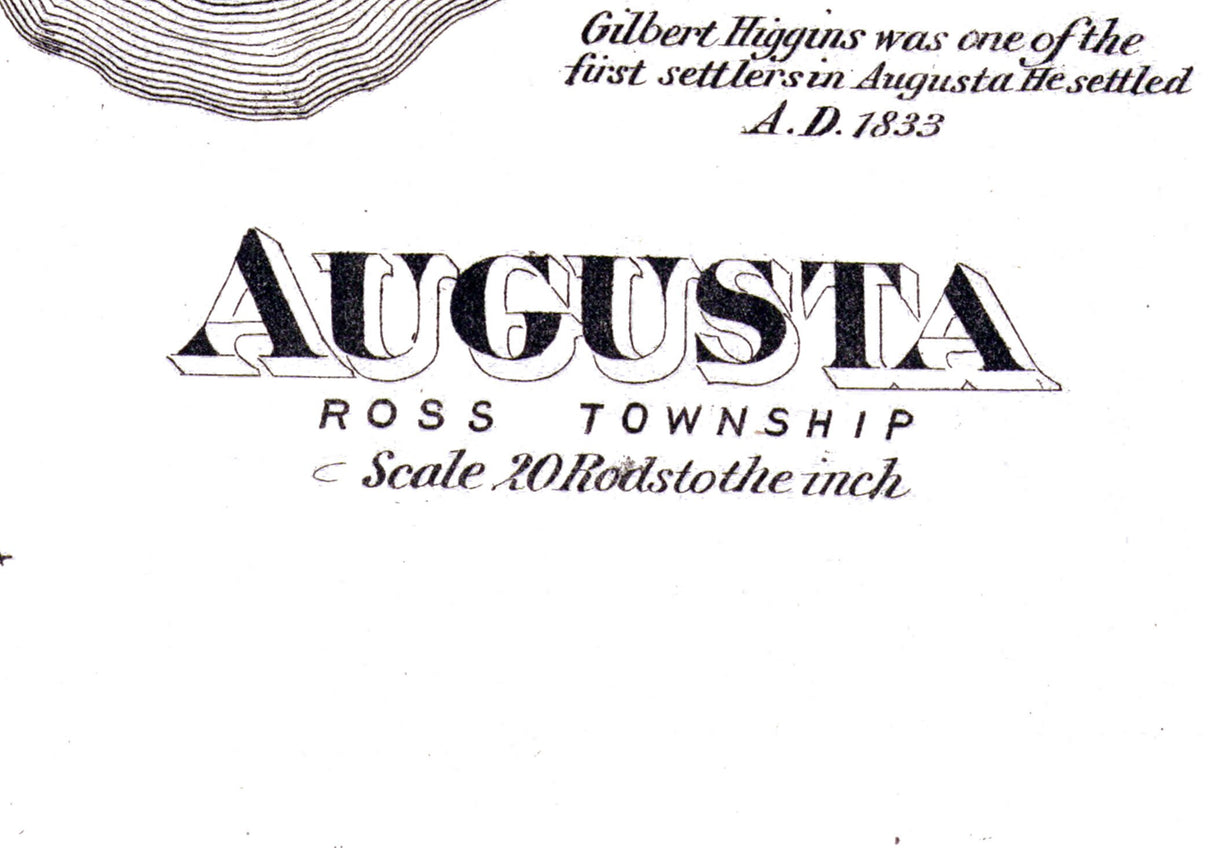 Gilbert Higgins was one of the
first settlers in Augusta He settled
A.D. 1833
AUGUSTA
ROSS TOWNSHIP
Scale 20 Rods to the inch